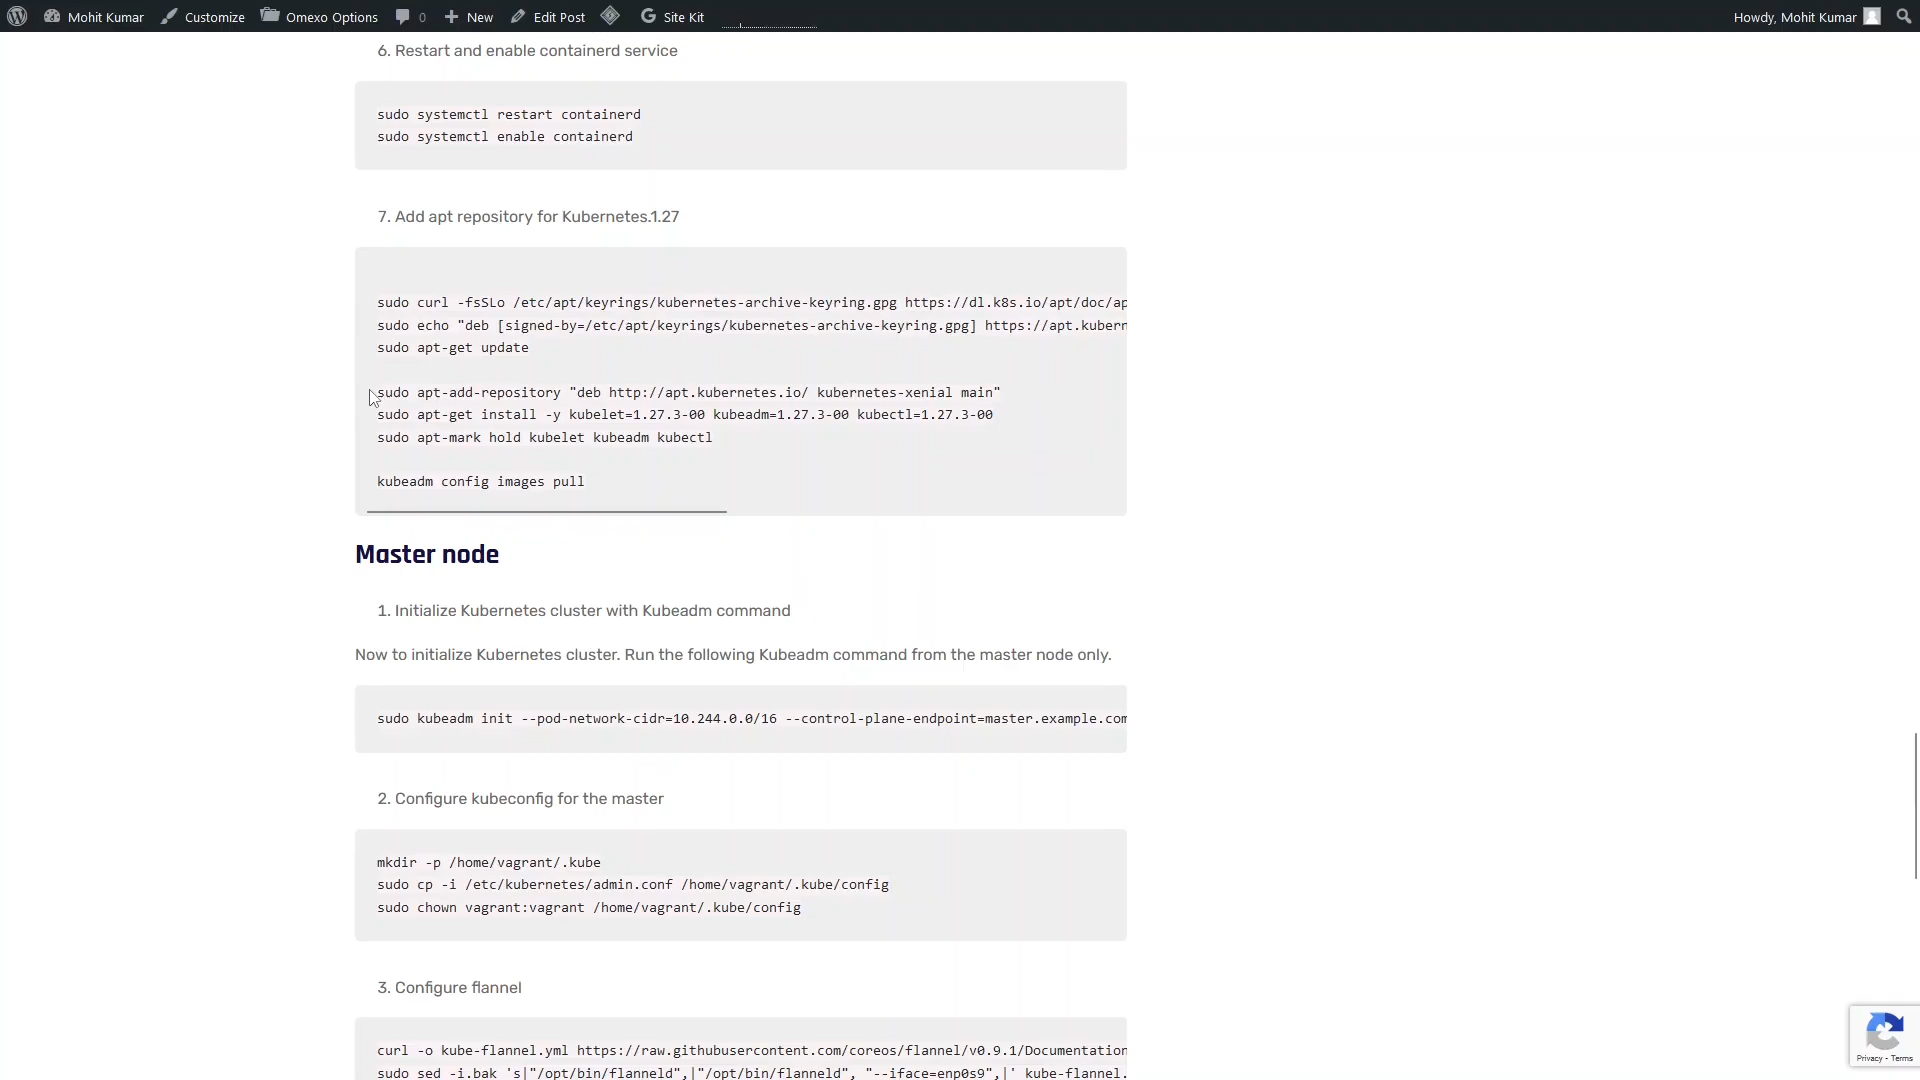 Mohit Kumar Customize Omexo Options 0 New Edit Post Site Kit Howdy, Mohit Kumar
6. Restart and enable containerd service
sudo systemctl restart containerd
sudo systemctl enable containerd
7. Add apt repository for Kubernetes.1.27
sudo curl -fsSLo /etc/apt/keyrings/kubernetes-archive-keyring.gpg https://dl.k8s.io/apt/doc/ap
sudo echo "deb [signed-by=/etc/apt/keyrings/kubernetes-archive-keyring.gpg] https://apt.kubern
sudo apt-get update
sudo apt-add-repository "deb http://apt.kubernetes.io/ kubernetes-xenial main"
sudo apt-get install -y kubelet=1.27.3-00 kubeadm=1.27.3-00 kubectl=1.27.3-00
sudo apt-mark hold kubelet kubeadm kubectl
kubeadm config images pull
Master node
1. Initialize Kubernetes cluster with Kubeadm command
Now to initialize Kubernetes cluster. Run the following Kubeadm command from the master node only.
sudo kubeadm init --pod-network-cidr=10.244.0.0/16 --control-plane-endpoint=master.example.com
2. Configure kubeconfig for the master
mkdir -p /home/vagrant/.kube
sudo cp -i /etc/kubernetes/admin.conf /home/vagrant/.kube/config
sudo chown vagrant:vagrant /home/vagrant/.kube/config
3. Configure flannel
curl -o kube-flannel.yml https://raw.githubusercontent.com/coreos/flannel/v0.9.1/Documentation
sudo sed -i.bak 's|"/opt/bin/flanneld",|"/opt/bin/flanneld", "--iface=enp0s9",|' kube-flannel.
Privacy - Terms